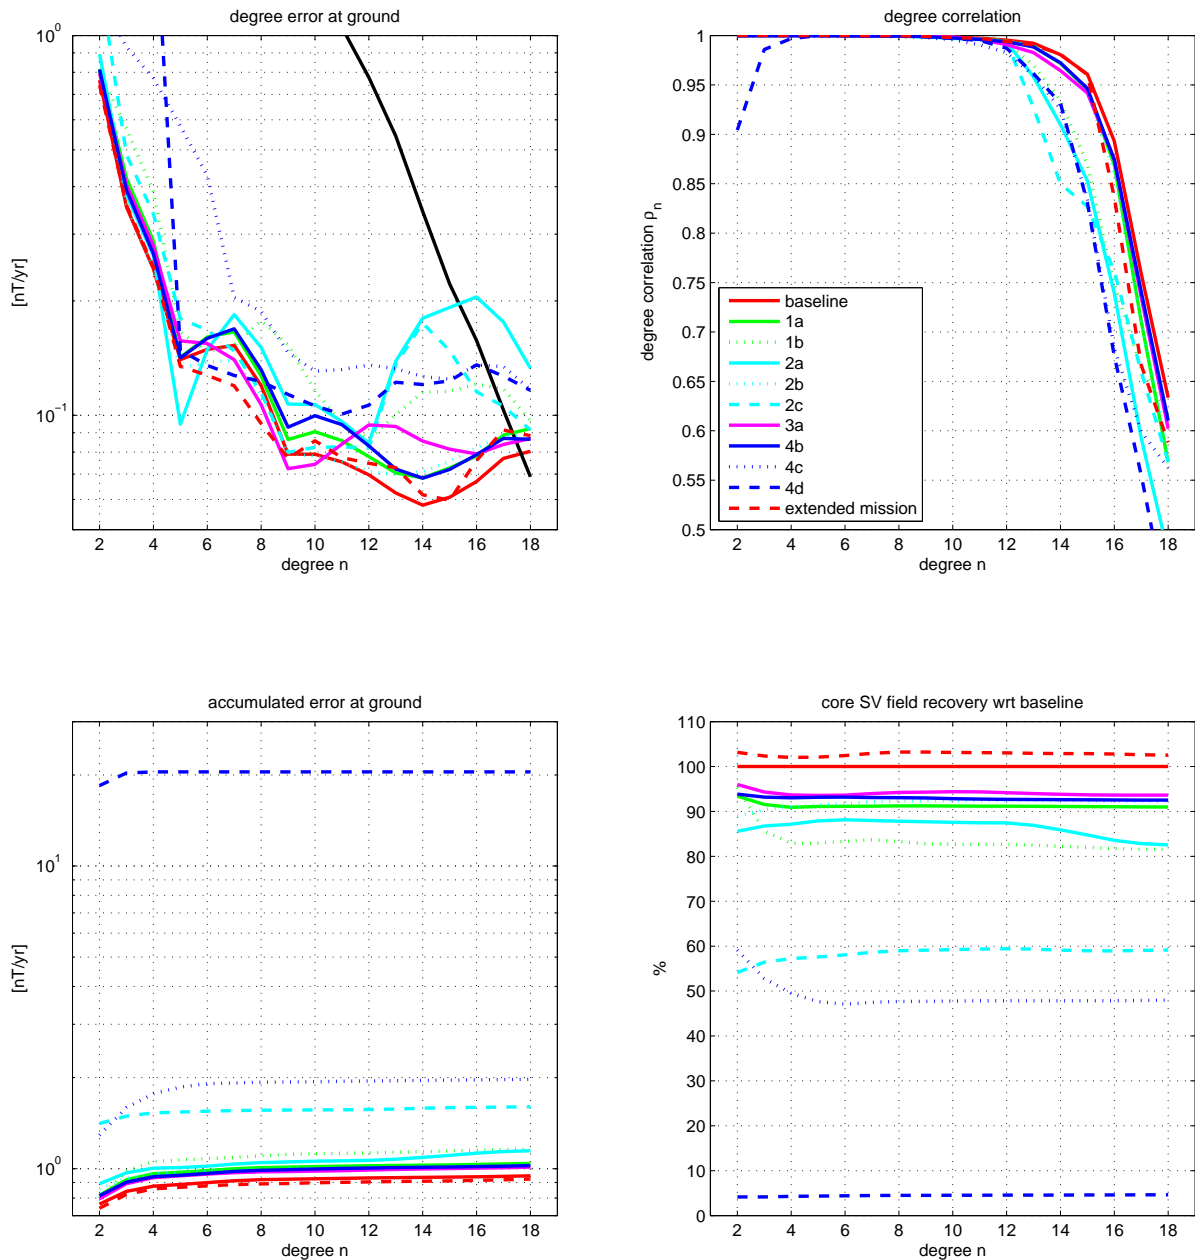 degree error at ground
10^0
10^-1
[nT/yr]
2 4 6 8 10 12 14 16 18
degree n
degree correlation
1
0.95
0.9
0.85
0.8
0.75
0.7
0.65
0.6
0.55
0.5
degree correlation ρ_n
baseline
1a
1b
2a
2b
2c
3a
4b
4c
4d
extended mission
2 4 6 8 10 12 14 16 18
degree n
accumulated error at ground
10^1
10^0
[nT/yr]
2 4 6 8 10 12 14 16 18
degree n
core SV field recovery wrt baseline
110
100
90
80
70
60
50
40
30
20
10
0
%
2 4 6 8 10 12 14 16 18
degree n